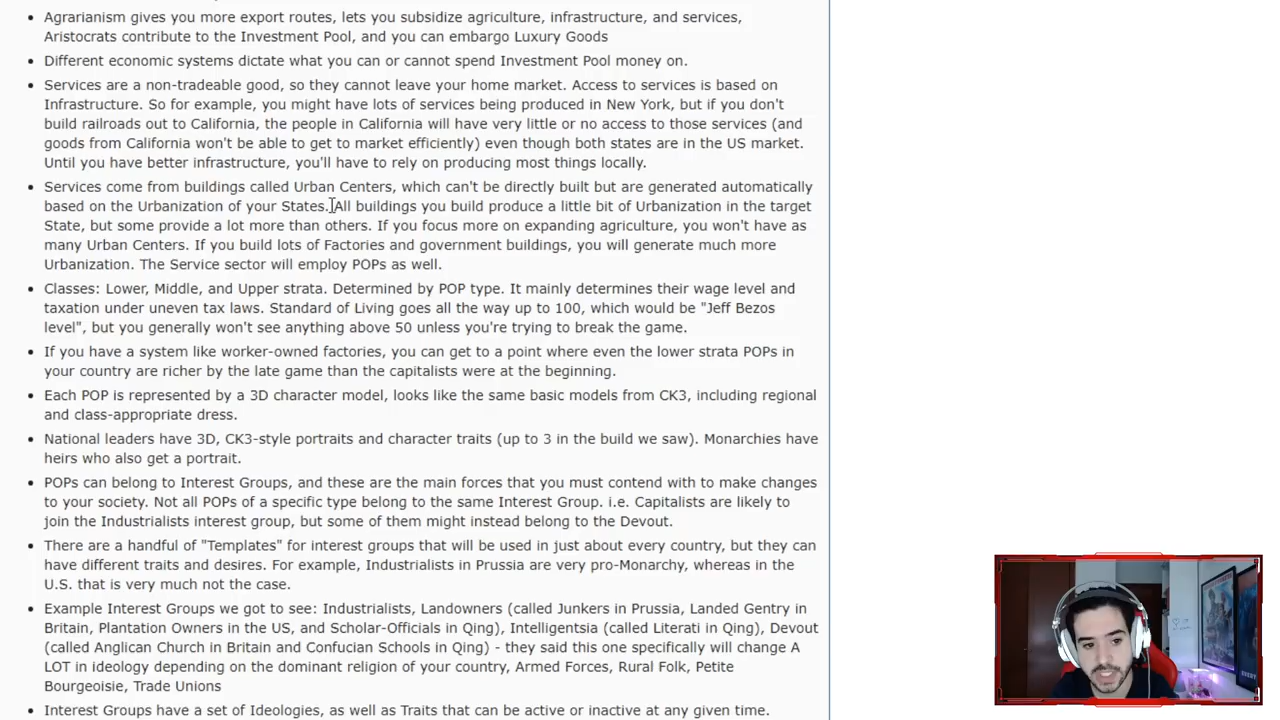 Agrarianism gives you more export routes, lets you subsidize agriculture, infrastructure, and services,
Aristocrats contribute to the Investment Pool, and you can embargo Luxury Goods
Different economic systems dictate what you can or cannot spend Investment Pool money on.
Services are a non-tradeable good, so they cannot leave your home market. Access to services is based on
Infrastructure. So for example, you might have lots of services being produced in New York, but if you don't
build railroads out to California, the people in California will have very little or no access to those services (and
goods from California won't be able to get to market efficiently) even though both states are in the US market.
Until you have better infrastructure, you'll have to rely on producing most things locally.
Services come from buildings called Urban Centers, which can't be directly built but are generated automatically
based on the Urbanization of your States. All buildings you build produce a little bit of Urbanization in the target
State, but some provide a lot more than others. If you focus more on expanding agriculture, you won't have as
many Urban Centers. If you build lots of Factories and government buildings, you will generate much more
Urbanization. The Service sector will employ POPs as well.
Classes: Lower, Middle, and Upper strata. Determined by POP type. It mainly determines their wage level and
taxation under uneven tax laws. Standard of Living goes all the way up to 100, which would be "Jeff Bezos
level", but you generally won't see anything above 50 unless you're trying to break the game.
If you have a system like worker-owned factories, you can get to a point where even the lower strata POPs in
your country are richer by the late game than the capitalists were at the beginning.
Each POP is represented by a 3D character model, looks like the same basic models from CK3, including regional
and class-appropriate dress.
National leaders have 3D, CK3-style portraits and character traits (up to 3 in the build we saw). Monarchies have
heirs who also get a portrait.
POPs can belong to Interest Groups, and these are the main forces that you must contend with to make changes
to your society. Not all POPs of a specific type belong to the same Interest Group. i.e. Capitalists are likely to
join the Industrialists interest group, but some of them might instead belong to the Devout.
There are a handful of "Templates" for interest groups that will be used in just about every country, but they can
have different traits and desires. For example, Industrialists in Prussia are very pro-Monarchy, whereas in the
U.S. that is very much not the case.
Example Interest Groups we got to see: Industrialists, Landowners (called Junkers in Prussia, Landed Gentry in
Britain, Plantation Owners in the US, and Scholar-Officials in Qing), Intelligentsia (called Literati in Qing), Devout
(called Anglican Church in Britain and Confucian Schools in Qing) - they said this one specifically will change A
LOT in ideology depending on the dominant religion of your country, Armed Forces, Rural Folk, Petite
Bourgeoisie, Trade Unions
Interest Groups have a set of Ideologies, as well as Traits that can be active or inactive at any given time.